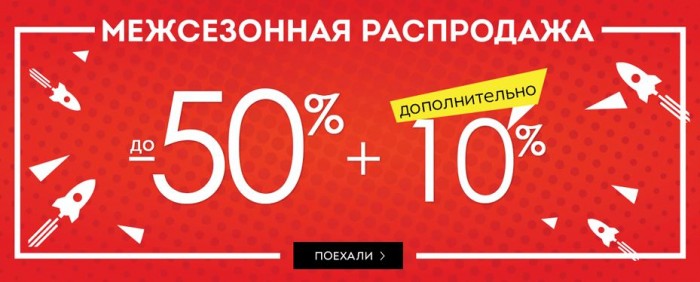 МЕЖСЕЗОННАЯ РАСПРОДАЖА
до -50% + дополнительно 10%
ПОЕХАЛИ >